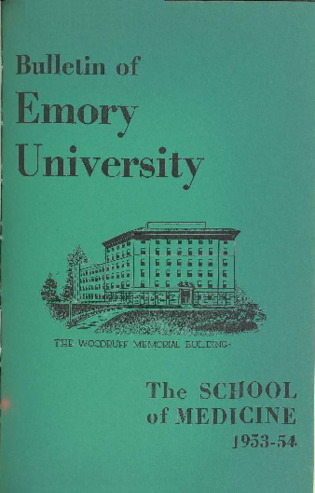 Bulletin of
Emory
University
THE WOODRUFF MEMORIAL BUILDING-
The SCHOOL
of MEDICINE
1953-54